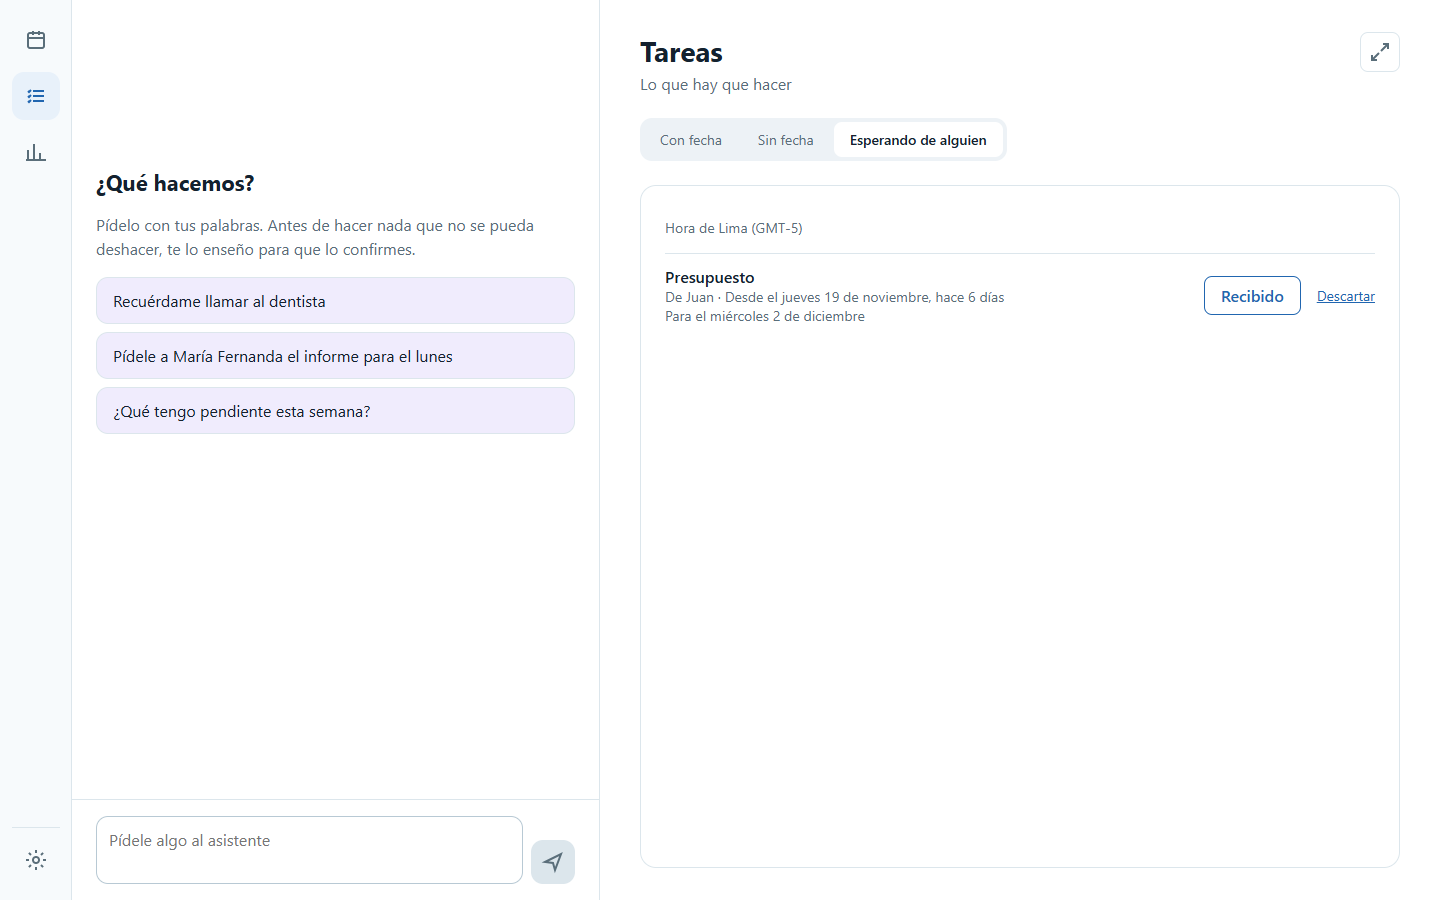 ¿Qué hacemos?
Pídelo con tus palabras. Antes de hacer nada que no se pueda
deshacer, te lo enseño para que lo confirmes.
Recuérdame llamar al dentista
Pídele a María Fernanda el informe para el lunes
¿Qué tengo pendiente esta semana?
Pídele algo al asistente
Tareas
Lo que hay que hacer
Con fecha
Sin fecha
Esperando de alguien
Hora de Lima (GMT-5)
Presupuesto
De Juan · Desde el jueves 19 de noviembre, hace 6 días
Para el miércoles 2 de diciembre
Recibido
Descartar